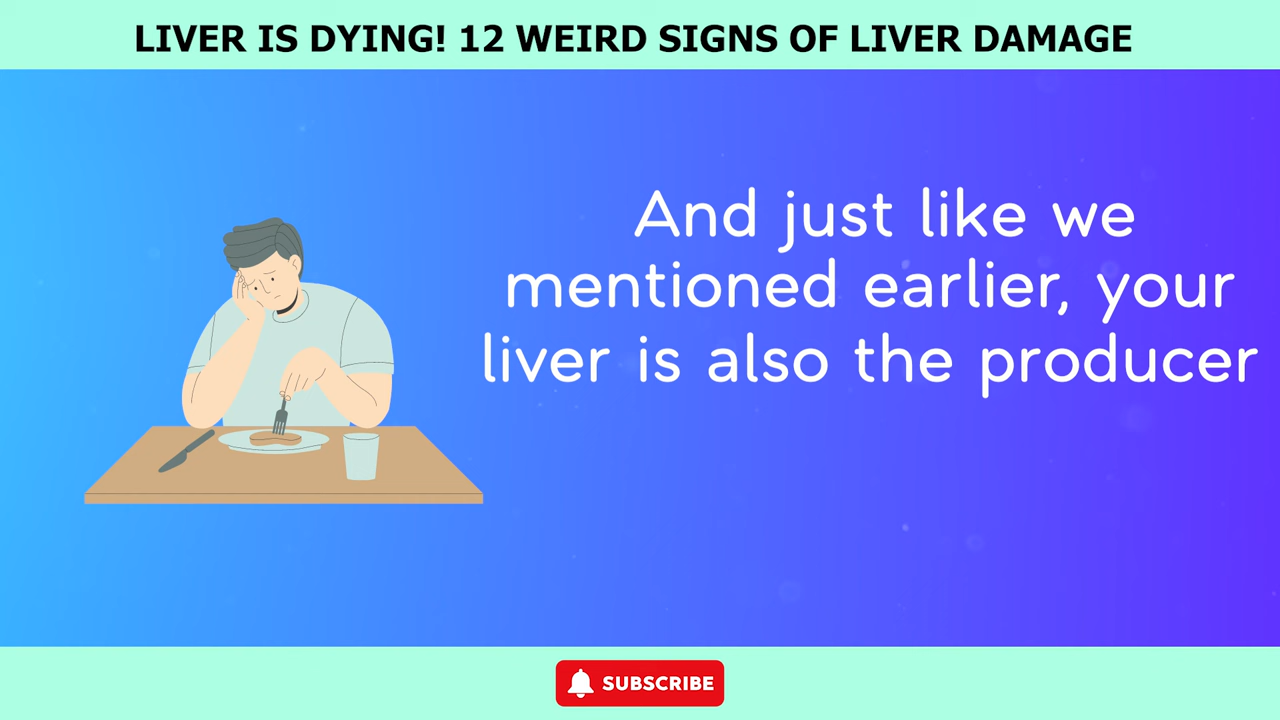 LIVER IS DYING! 12 WEIRD SIGNS OF LIVER DAMAGE
And just like we
mentioned earlier, your
liver is also the producer
SUBSCRIBE